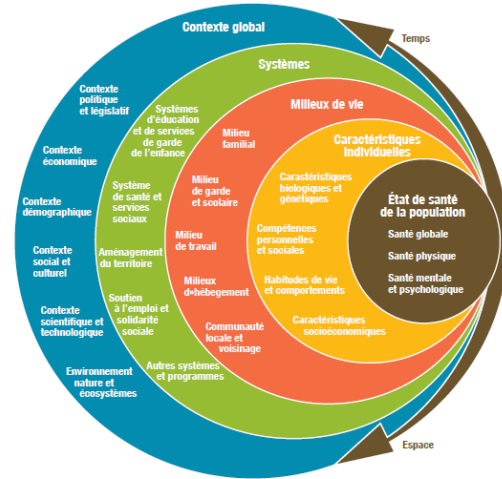 Contexte global
Temps
Systèmes
Contexte
politique
et législatif
Contexte
économique
Contexte
démographique
Contexte
social et
culturel
Contexte
scientifique et
technologique
Environnement
nature et
écosystèmes
Systèmes
d'éducation
et de services
de garde
de l'enfance
Système
de santé et
services
sociaux
Aménagement
du territoire
Soutien
à l'emploi et
solidarité
sociale
Autres systèmes
et programmes
Milleux de vie
Milieu
familial
Milieu
de garde
et scolaire
Milieu
de travail
Milieux
d»hébegement
Communauté
locale et
voisinage
Caractéristiques
individuelles
Carastéristiques
biologiques et
génétiques
Compétences
personnelles
et sociales
Habitudes de vie
et comportements
Caractéristiques
socioéconomiques
État de santé
de la population
Santé globale
Santé physique
Santé mentale
et psychologique
Espace